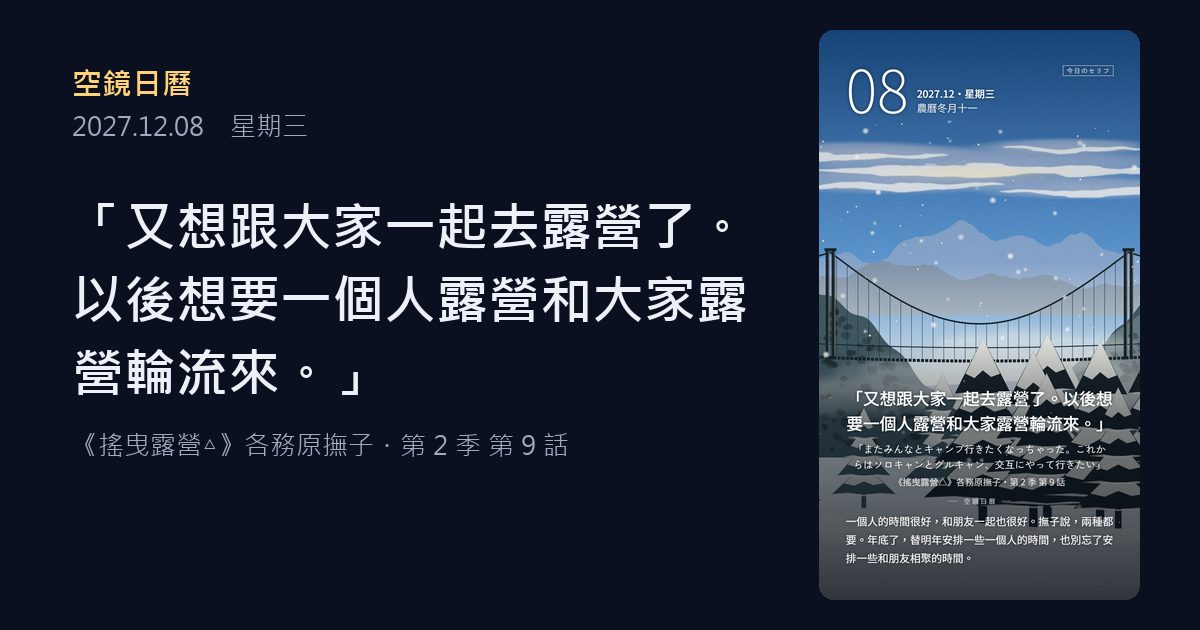 空鏡日曆
2027.12.08 星期三
「又想跟大家一起去露營了。
以後想要一個人露營和大家露
營輪流來。」
《搖曳露營△》各務原撫子・第 2 季 第 9 話
今日のセリフ
08
2027.12・星期三
農曆冬月十一
「又想跟大家一起去露營了。以後想
要一個人露營和大家露營輪流來。」
「またみんなとキャンプ行きたくなっちゃった。これか
らはソロキャンとグルキャン、交互にやって行きたい」
《搖曳露營△》各務原撫子・第 2 季 第 9 話
空鏡日曆
一個人的時間很好，和朋友一起也很好。撫子說，兩種都
要。年底了，替明年安排一些一個人的時間，也別忘了安
排一些和朋友相聚的時間。